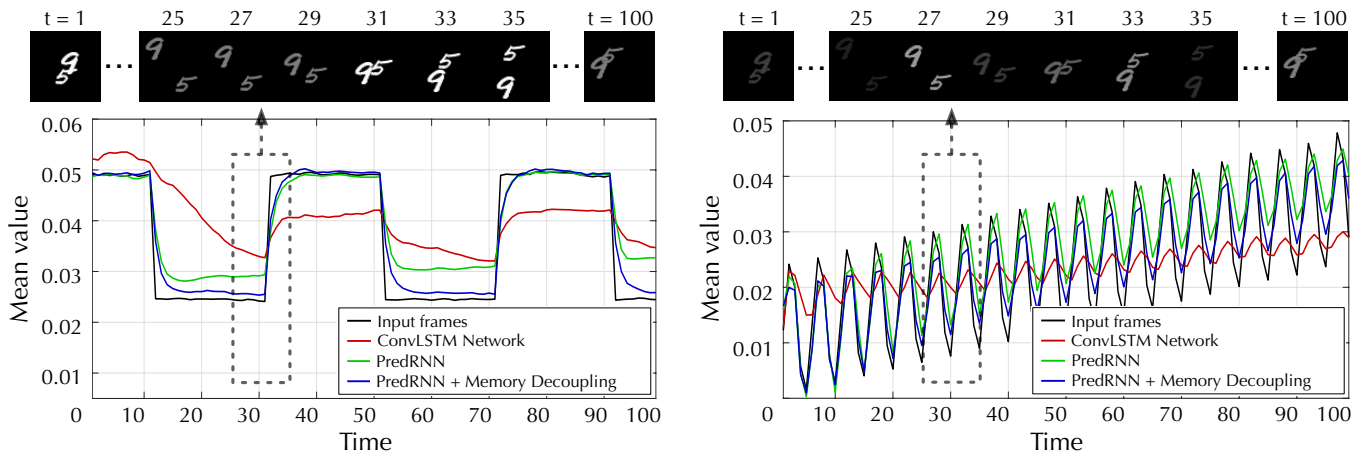 t = 1 25 27 29 31 33 35 t = 100
0.06
0.05
0.04
0.03
0.02
0.01
0 10 20 30 40 50 60 70 80 90 100
Mean value
Time
Input frames
ConvLSTM Network
PredRNN
PredRNN + Memory Decoupling
t = 1 25 27 29 31 33 35 t = 100
0.05
0.04
0.03
0.02
0.01
0 10 20 30 40 50 60 70 80 90 100
Mean value
Time
Input frames
ConvLSTM Network
PredRNN
PredRNN + Memory Decoupling